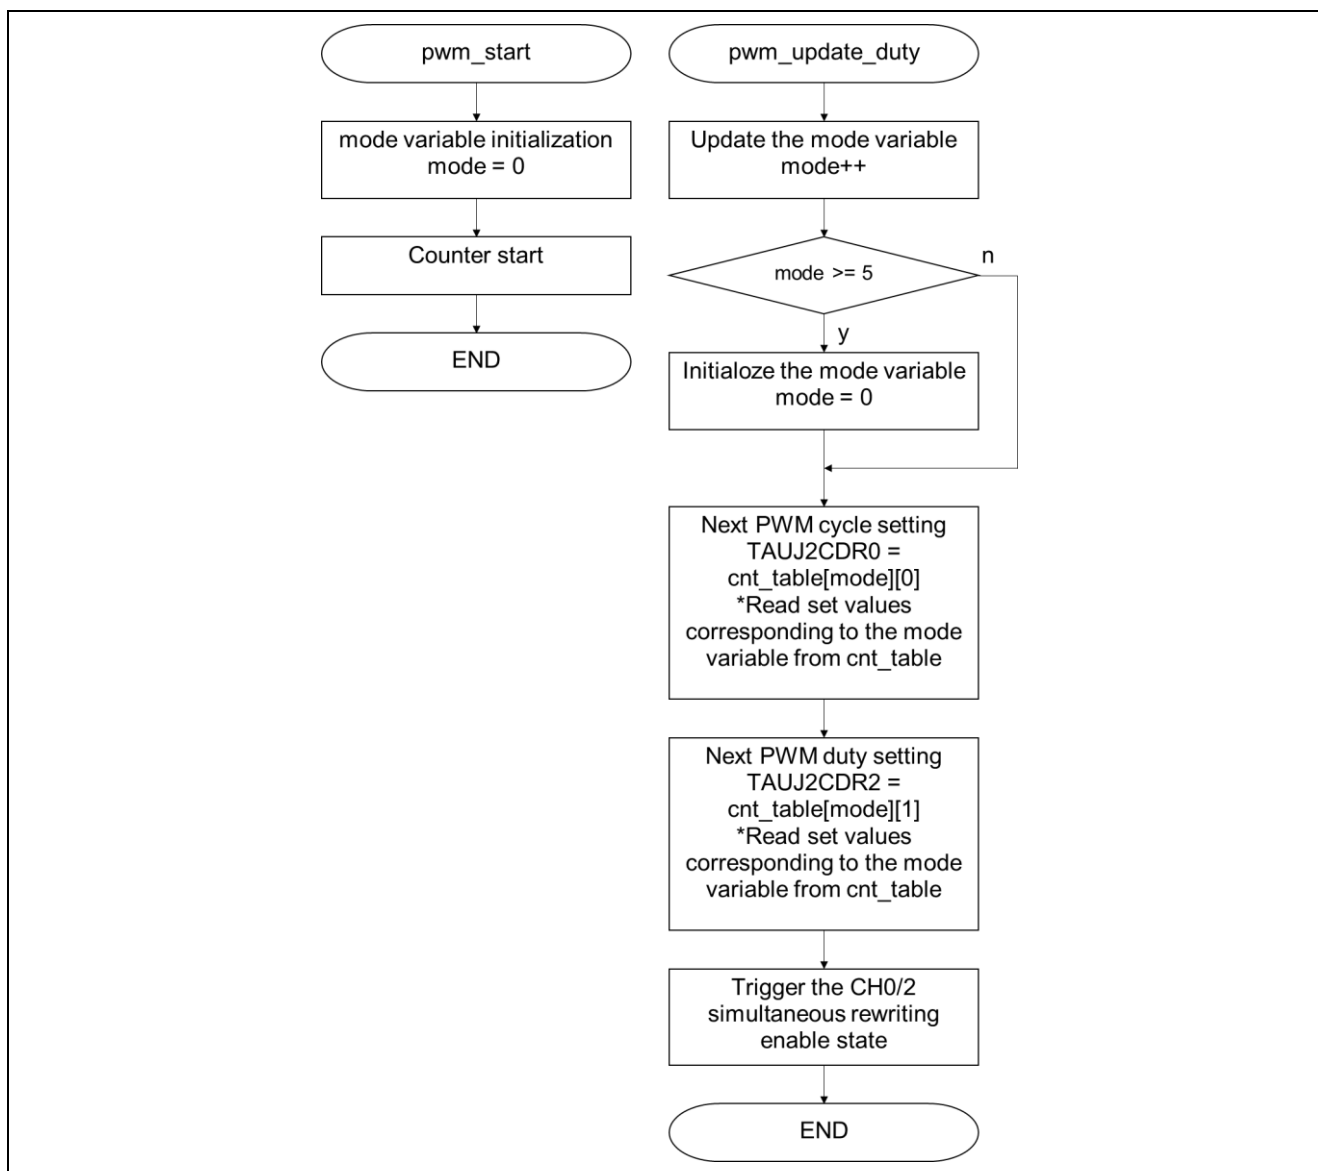 pwm_start
mode variable initialization
mode = 0
Counter start
END
pwm_update_duty
Update the mode variable
mode++
mode >= 5
n
y
Initialoze the mode variable
mode = 0
Next PWM cycle setting
TAUJ2CDR0 =
cnt_table[mode][0]
*Read set values
corresponding to the mode
variable from cnt_table
Next PWM duty setting
TAUJ2CDR2 =
cnt_table[mode][1]
*Read set values
corresponding to the mode
variable from cnt_table
Trigger the CH0/2
simultaneous rewriting
enable state
END